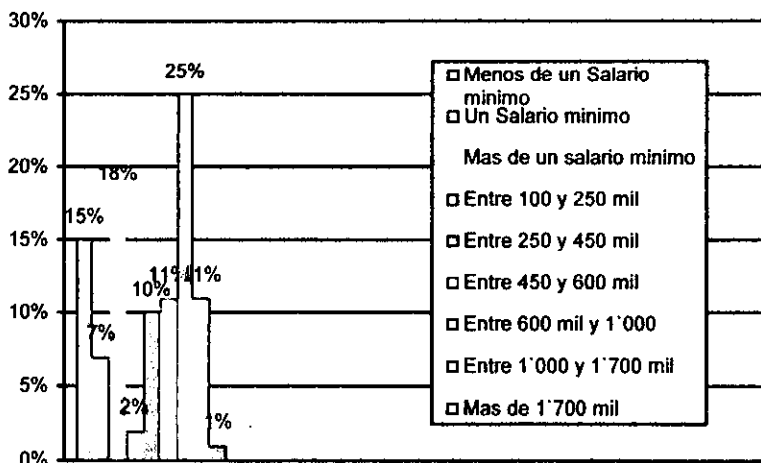 30%
25%
20%
15%
10%
5%
0%
15%
7%
18%
2%
10%
11%
25%
11%
1%
Menos de un Salario
minimo
Un Salario minimo
Mas de un salario minimo
Entre 100 y 250 mil
Entre 250 y 450 mil
Entre 450 y 600 mil
Entre 600 mil y 1'000
Entre 1'000 y 1'700 mil
Mas de 1'700 mil